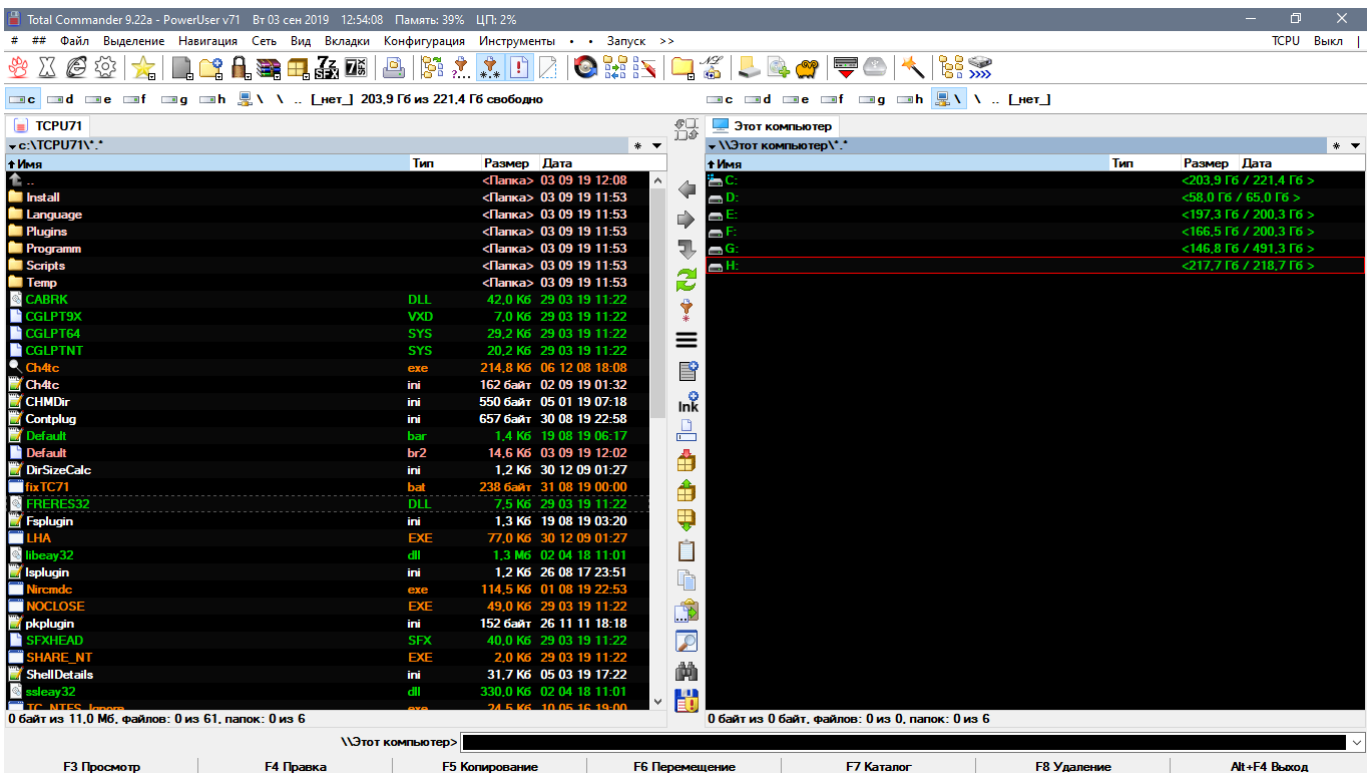 Total Commander 9.22a - PowerUser v71 Вт 03 сен 2019 12:54:08 Память: 39% ЦП: 2%
# ## Файл Выделение Навигация Сеть Вид Вкладки Конфигурация Инструменты • • Запуск >> TCPU Выкл
c d e f g h \ \ .. [_нет_] 203,9 Гб из 221,4 Гб свободно
c d e f g h \ \ .. [_нет_]
TCPU71
c:\TCPU71\*.* * ▼
Имя Тип Размер Дата
.. <Папка> 03 09 19 12:08
Install <Папка> 03 09 19 11:53
Language <Папка> 03 09 19 11:53
Plugins <Папка> 03 09 19 11:53
Programm <Папка> 03 09 19 11:53
Scripts <Папка> 03 09 19 11:53
Temp <Папка> 03 09 19 11:53
CABRK DLL 42,0 Кб 29 03 19 11:22
CGLPT9X VXD 7,0 Кб 29 03 19 11:22
CGLPT64 SYS 29,2 Кб 29 03 19 11:22
CGLPTNT SYS 20,2 Кб 29 03 19 11:22
Ch4tc exe 214,8 Кб 06 12 08 18:08
Ch4tc ini 162 байт 02 09 19 01:32
CHMDir ini 550 байт 05 01 19 07:18
Contplug ini 657 байт 30 08 19 22:58
Default bar 1,4 Кб 19 08 19 06:17
Default br2 14,6 Кб 03 09 19 12:02
DirSizeCalc ini 1,2 Кб 30 12 09 01:27
fixTC71 bat 238 байт 31 08 19 00:00
FRERES32 DLL 7,5 Кб 29 03 19 11:22
Fsplugin ini 1,3 Кб 19 08 19 03:20
LHA EXE 77,0 Кб 30 12 09 01:27
libeay32 dll 1,3 Мб 02 04 18 11:01
lsplugin ini 1,2 Кб 26 08 17 23:51
Nircmdc exe 114,5 Кб 01 08 19 22:53
NOCLOSE EXE 49,0 Кб 29 03 19 11:22
pkplugin ini 152 байт 26 11 11 18:18
SFXHEAD SFX 40,0 Кб 29 03 19 11:22
SHARE_NT EXE 2,0 Кб 29 03 19 11:22
ShellDetails ini 31,7 Кб 05 03 19 17:22
ssleay32 dll 330,0 Кб 02 04 18 11:01
TC_NTFS_Ignore exe 24,5 Кб 10 05 16 19:00
0 байт из 11,0 Мб, файлов: 0 из 61, папок: 0 из 6
lnk
Этот компьютер
\\Этот компьютер\*.* * ▼
Имя Тип Размер Дата
C: <203,9 Гб / 221,4 Гб >
D: <58,0 Гб / 65,0 Гб >
E: <197,3 Гб / 200,3 Гб >
F: <166,5 Гб / 200,3 Гб >
G: <146,8 Гб / 491,3 Гб >
H: <217,7 Гб / 218,7 Гб >
0 байт из 0 байт, файлов: 0 из 0, папок: 0 из 6
\\Этот компьютер>
F3 Просмотр F4 Правка F5 Копирование F6 Перемещение F7 Каталог F8 Удаление Alt+F4 Выход